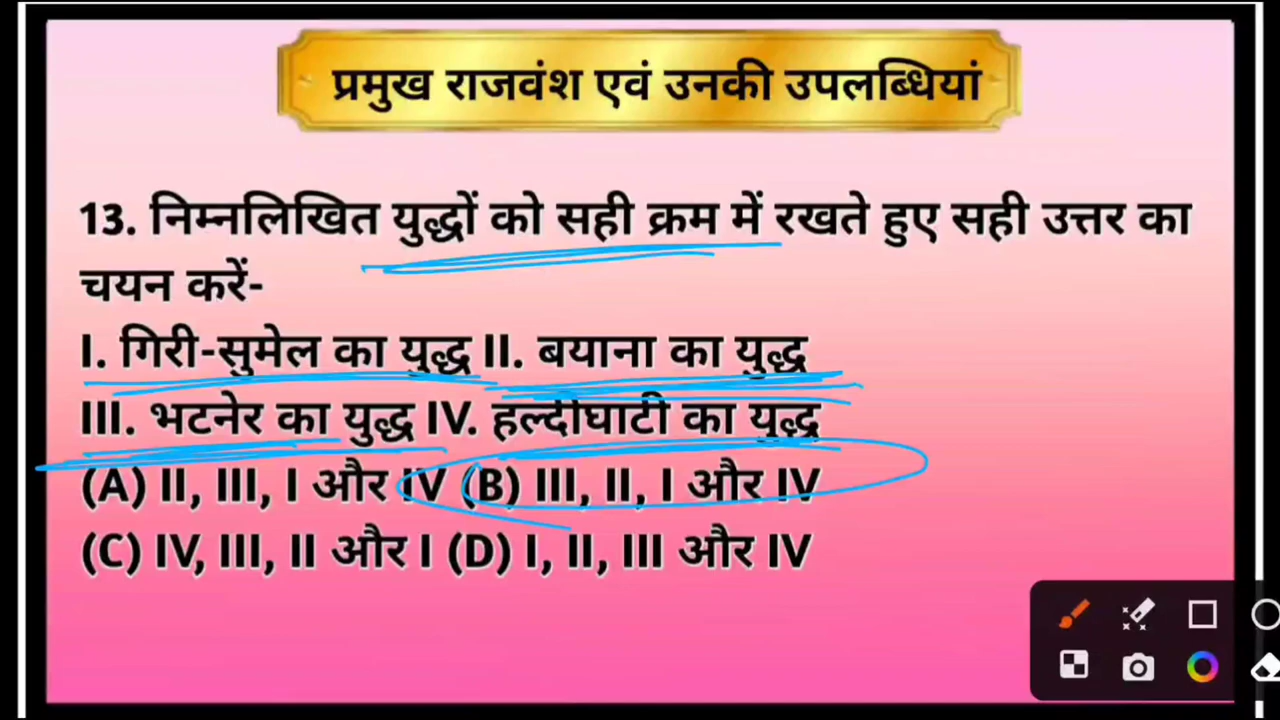 प्रमुख राजवंश एवं उनकी उपलब्धियां
13. निम्नलिखित युद्धों को सही क्रम में रखते हुए सही उत्तर का
चयन करें-
I. गिरी-सुमेल का युद्ध II. बयाना का युद्ध
III. भटनेर का युद्ध IV. हल्दीघाटी का युद्ध
(A) II, III, I और IV (B) III, II, I और IV
(C) IV, III, II और I (D) I, II, III और IV